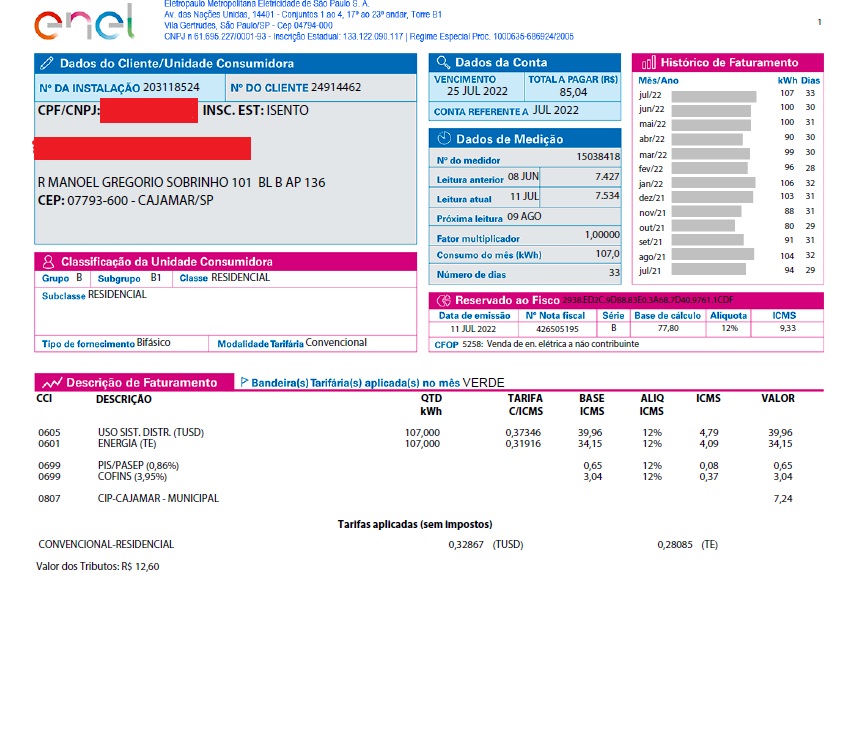 enel
Eletropaulo Metropolitana Eletricidade de São Paulo S. A.
Av. das Nações Unidas, 14401 - Conjuntos 1 ao 4, 17º ao 23º andar, Torre B1
Vila Gertrudes, São Paulo/SP - Cep 04794-000
CNPJ n 61.695.227/0001-93 - Inscrição Estadual: 133.122.090.117 | Regime Especial Proc. 1000635-686924/2005
1
Dados do Cliente/Unidade Consumidora
Nº DA INSTALAÇÃO 203118524 Nº DO CLIENTE 24914462
CPF/CNPJ: INSC. EST: ISENTO
R MANOEL GREGORIO SOBRINHO 101 BL B AP 136
CEP: 07793-600 - CAJAMAR/SP
Classificação da Unidade Consumidora
Grupo B Subgrupo B1 Classe RESIDENCIAL
Subclasse RESIDENCIAL
Tipo de fornecimento Bifásico Modalidade Tarifária Convencional
Dados da Conta
VENCIMENTO TOTAL A PAGAR (R$)
25 JUL 2022 85,04
CONTA REFERENTE A JUL 2022
Dados de Medição
Nº do medidor 15038418
Leitura anterior 08 JUN 7.427
Leitura atual 11 JUL 7.534
Próxima leitura 09 AGO
Fator multiplicador 1,00000
Consumo do mês (kWh) 107,0
Número de dias 33
Histórico de Faturamento
Mês/Ano kWh Dias
jul/22 107 33
jun/22 100 30
mai/22 100 31
abr/22 90 30
mar/22 99 30
fev/22 96 28
jan/22 106 32
dez/21 103 31
nov/21 88 31
out/21 80 29
set/21 91 31
ago/21 104 32
jul/21 94 29
Reservado ao Fisco 2938.ED2C.9D88.83E0.3A68.7D40.9761.1CDF
Data de emissão Nº Nota fiscal Série Base de cálculo Alíquota ICMS
11 JUL 2022 426505195 B 77,80 12% 9,33
CFOP 5258: Venda de en. elétrica a não contribuinte
Descrição de Faturamento Bandeira(s) Tarifária(s) aplicada(s) no mês VERDE
CCI DESCRIÇÃO QTD TARIFA BASE ALIQ ICMS VALOR
kWh C/ICMS ICMS ICMS
0605 USO SIST. DISTR. (TUSD) 107,000 0,37346 39,96 12% 4,79 39,96
0601 ENERGIA (TE) 107,000 0,31916 34,15 12% 4,09 34,15
0699 PIS/PASEP (0,86%) 0,65 12% 0,08 0,65
0699 COFINS (3,95%) 3,04 12% 0,37 3,04
0807 CIP-CAJAMAR - MUNICIPAL 7,24
Tarifas aplicadas (sem impostos)
CONVENCIONAL-RESIDENCIAL 0,32867 (TUSD) 0,28085 (TE)
Valor dos Tributos: R$ 12,60